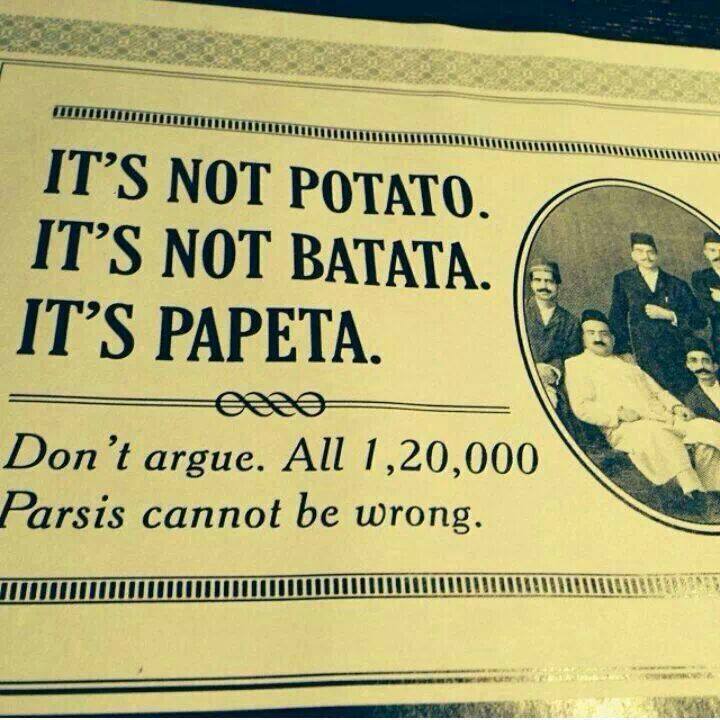 IT'S NOT POTATO.
IT'S NOT BATATA.
IT'S PAPETA.
Don't argue. All 1,20,000
Parsis cannot be wrong.